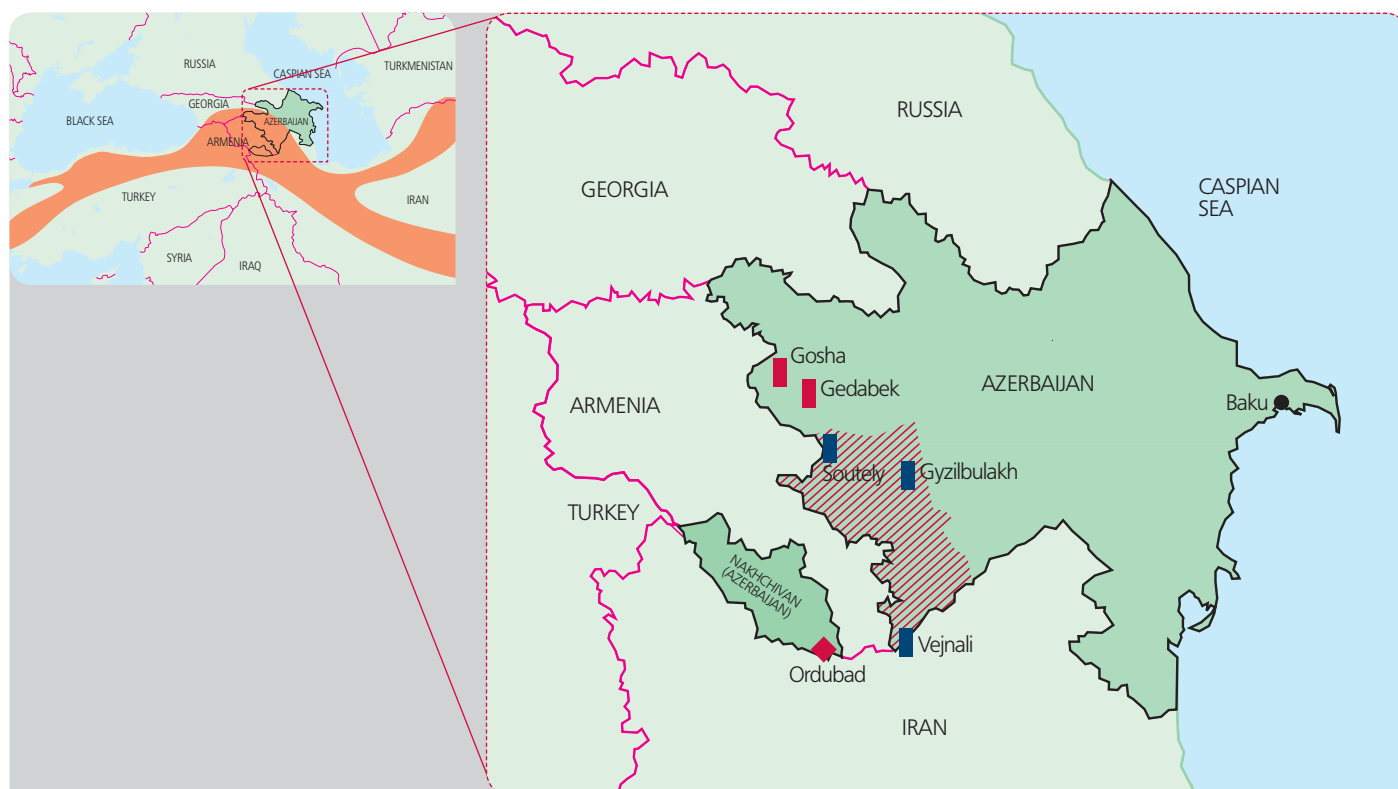 RUSSIA
CASPIAN SEA
TURKMENISTAN
GEORGIA
BLACK SEA
AZERBAIJAN
ARMENIA
TURKEY
IRAN
SYRIA
IRAQ
RUSSIA
GEORGIA
CASPIAN
SEA
Gosha
Gedabek
AZERBAIJAN
Baku
ARMENIA
Soutely
Gyzilbulakh
TURKEY
NAKHCHIVAN
(AZERBAIJAN)
Vejnali
Ordubad
IRAN